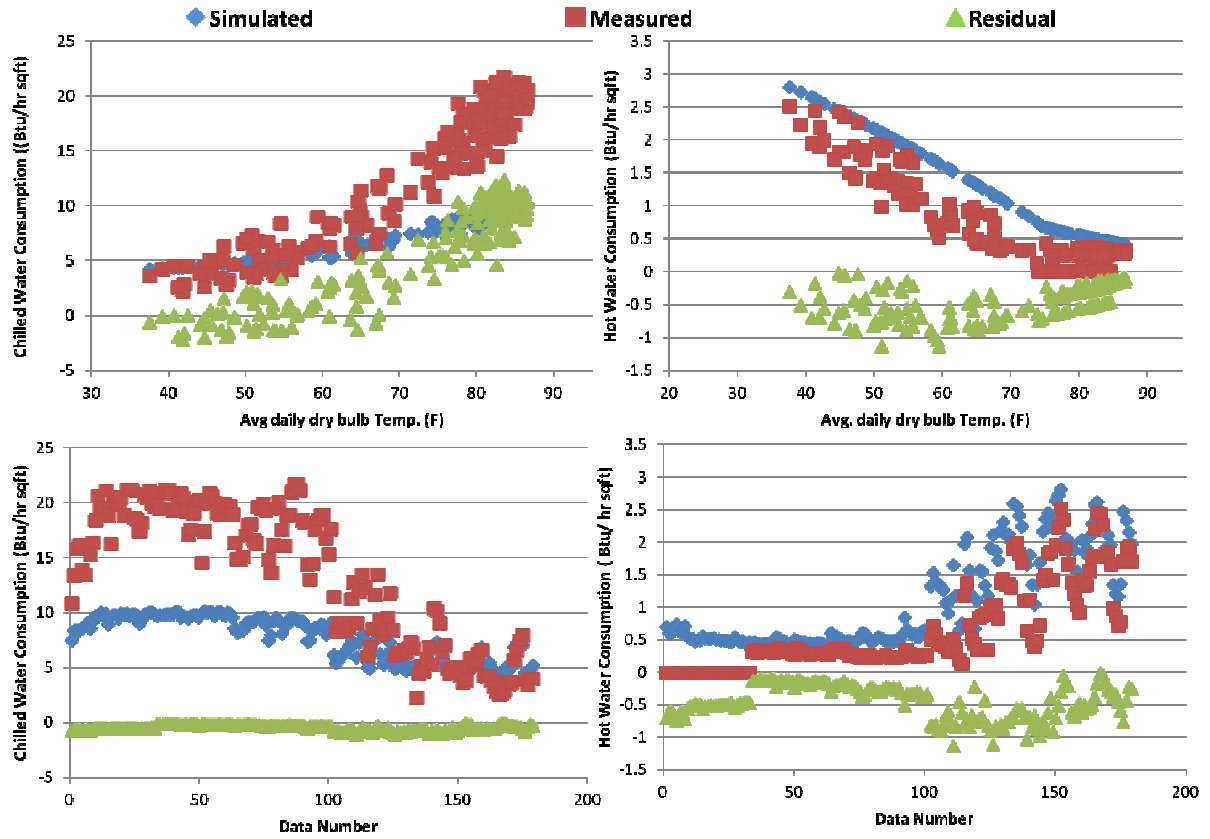 Simulated Measured Residual
Chilled Water Consumption ((Btu/hr sqft)
25
20
15
10
5
0
-5
30 40 50 60 70 80 90
Avg daily dry bulb Temp. (F)
Hot Water Consumption (Btu/hr sqft)
3.5
3
2.5
2
1.5
1
0.5
0
-0.5
-1
-1.5
20 30 40 50 60 70 80 90
Avg. daily dry bulb Temp. (F)
Chilled Water Consumption (Btu/hr sqft)
25
20
15
10
5
0
-5
0 50 100 150 200
Data Number
Hot Water Consumption ( Btu/ hr sqft)
3.5
3
2.5
2
1.5
1
0.5
0
-0.5
-1
-1.5
0 50 100 150 200
Data Number